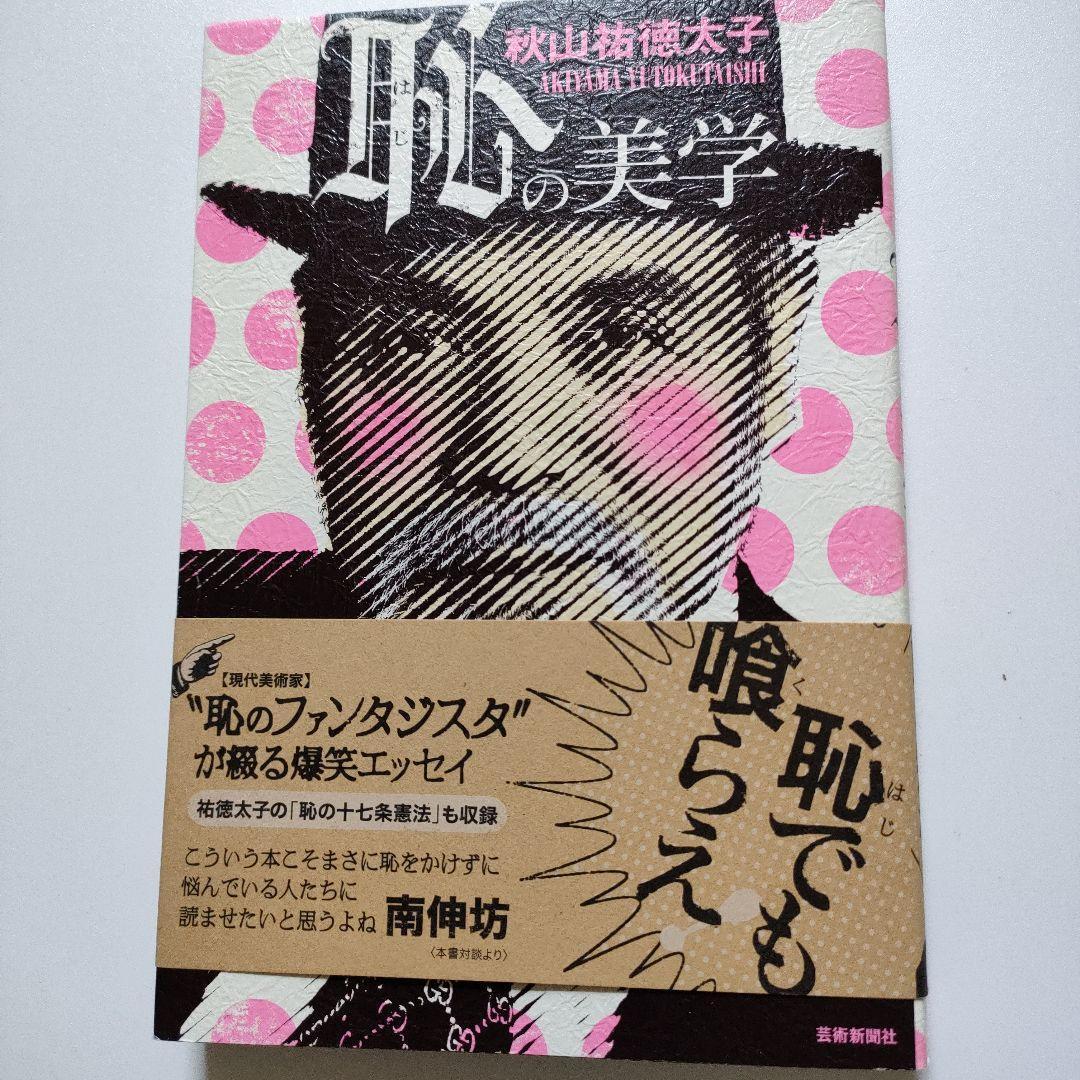 秋山祐徳太子
AKIYAMA YUTOKUTAISHI
恥の美学
はじ
【現代美術家】
"恥のファンタジスタ"
が綴る爆笑エッセイ
祐徳太子の「恥の十七条憲法」も収録
こういう本こそまさに恥をかけずに
悩んでいる人たちに
読ませたいと思うよね 南伸坊
〈本書対談より〉
恥でも
はじ
喰らえ
く
芸術新聞社